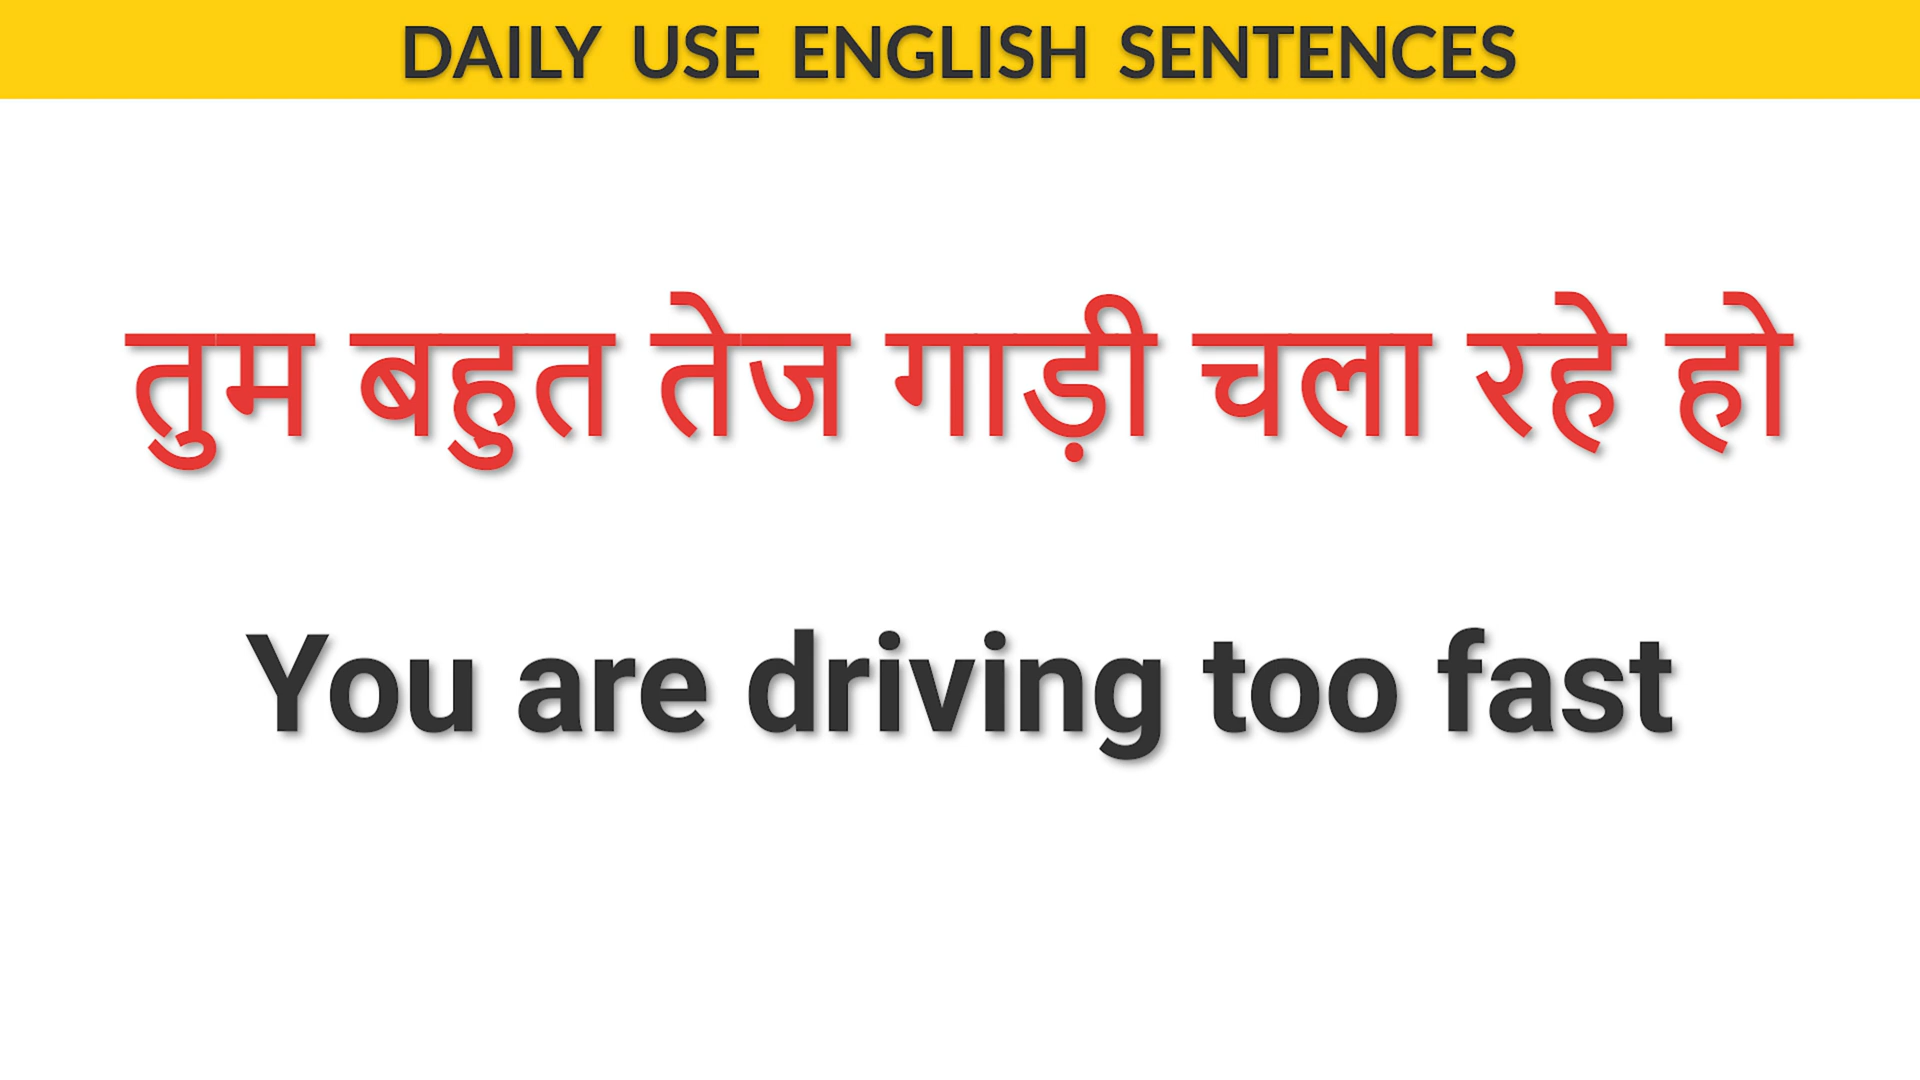 DAILY USE ENGLISH SENTENCES
तुम बहुत तेज गाड़ी चला रहे हो
You are driving too fast